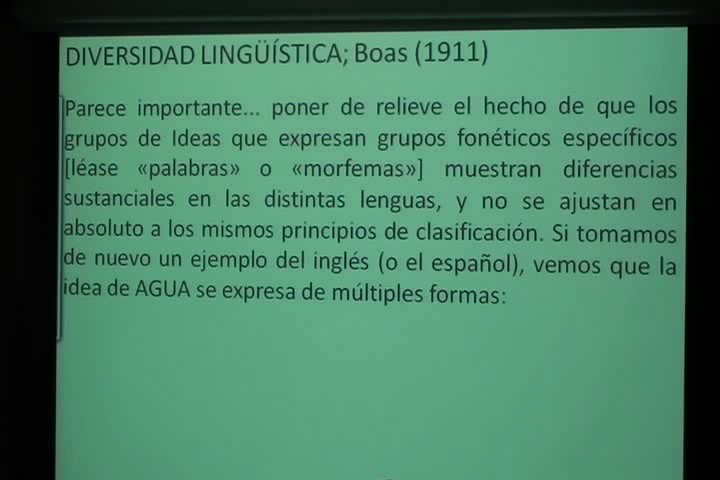 DIVERSIDAD LINGÜÍSTICA; Boas (1911)
Parece importante... poner de relieve el hecho de que los
grupos de Ideas que expresan grupos fonéticos específicos
[léase «palabras» o «morfemas»] muestran diferencias
sustanciales en las distintas lenguas, y no se ajustan en
absoluto a los mismos principios de clasificación. Si tomamos
de nuevo un ejemplo del inglés (o el español), vemos que la
idea de AGUA se expresa de múltiples formas: